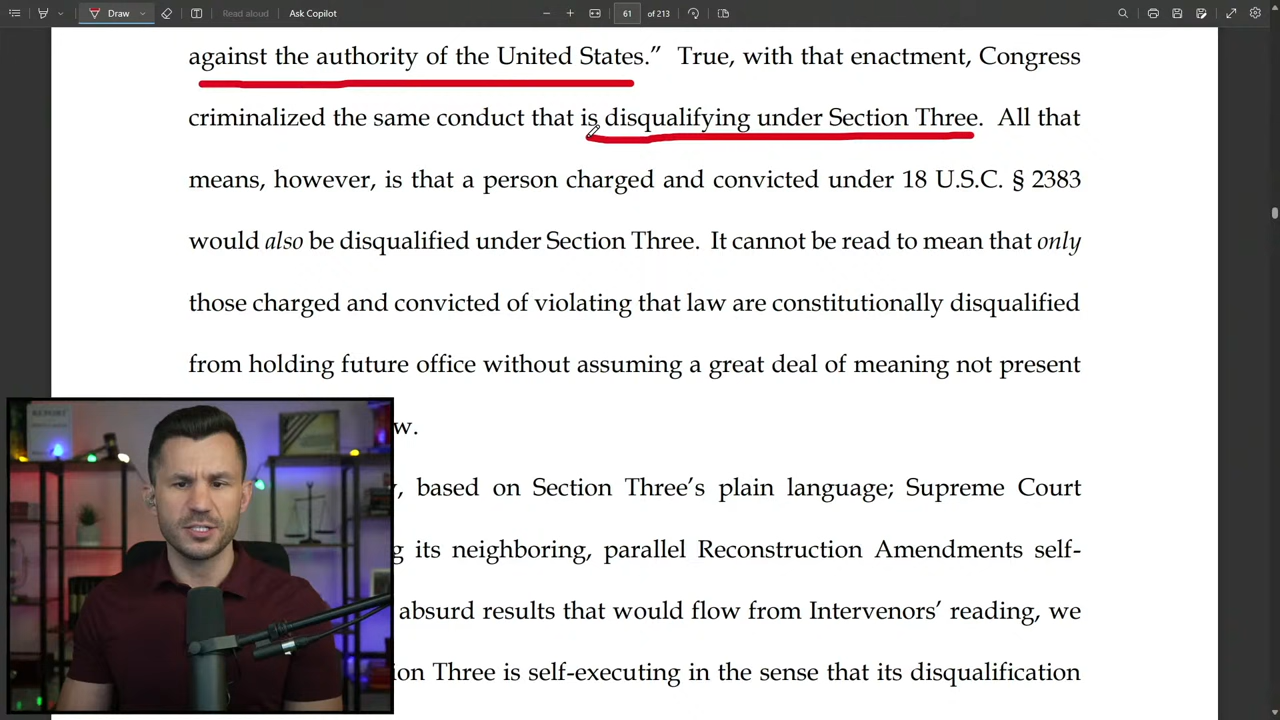 Draw
Read aloud
Ask Copilot
61 of 213
against the authority of the United States.” True, with that enactment, Congress
criminalized the same conduct that is disqualifying under Section Three. All that
means, however, is that a person charged and convicted under 18 U.S.C. § 2383
would also be disqualified under Section Three. It cannot be read to mean that only
those charged and convicted of violating that law are constitutionally disqualified
from holding future office without assuming a great deal of meaning not present
w.
, based on Section Three’s plain language; Supreme Court
g its neighboring, parallel Reconstruction Amendments self-
absurd results that would flow from Intervenors’ reading, we
ion Three is self-executing in the sense that its disqualification